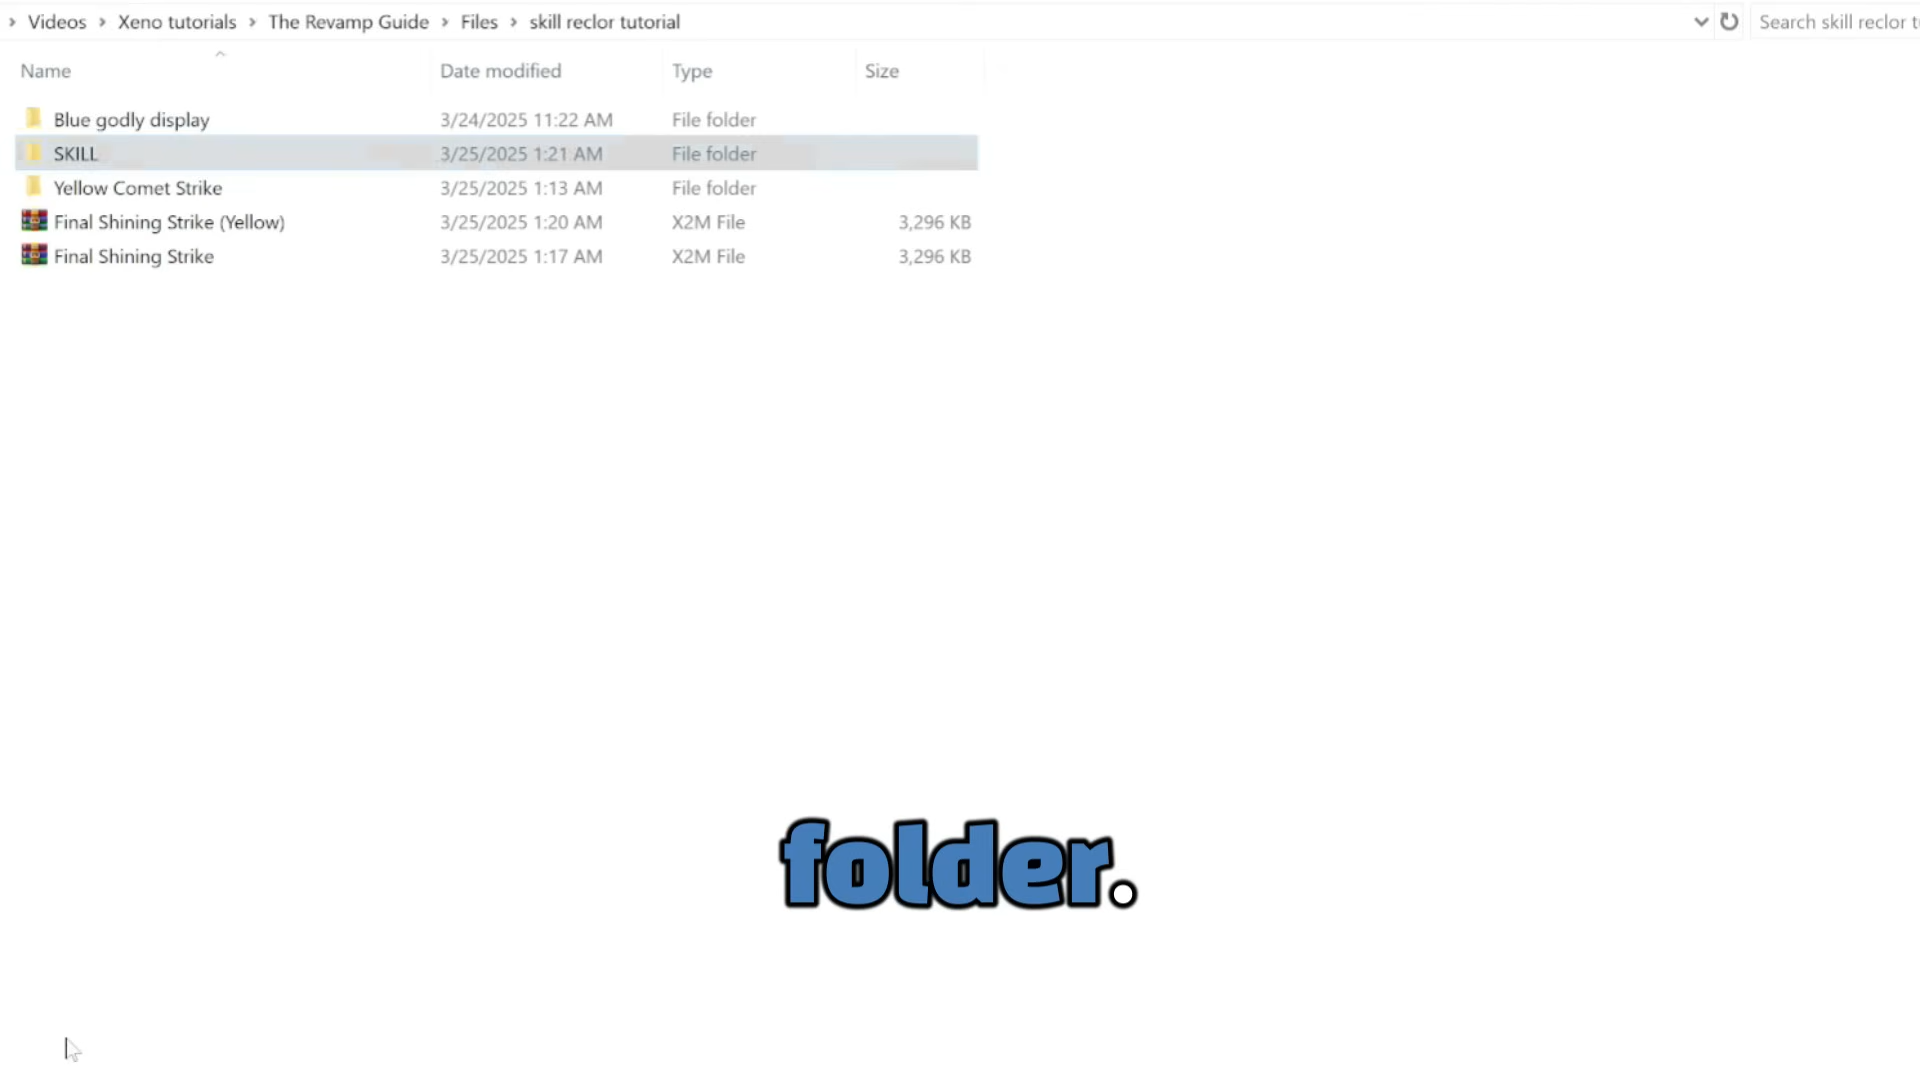 Videos > Xeno tutorials > The Revamp Guide > Files > skill reclor tutorial
Search skill reclor t
Name Date modified Type Size
Blue godly display 3/24/2025 11:22 AM File folder
SKILL 3/25/2025 1:21 AM File folder
Yellow Comet Strike 3/25/2025 1:13 AM File folder
Final Shining Strike (Yellow) 3/25/2025 1:20 AM X2M File 3,296 KB
Final Shining Strike 3/25/2025 1:17 AM X2M File 3,296 KB
folder.